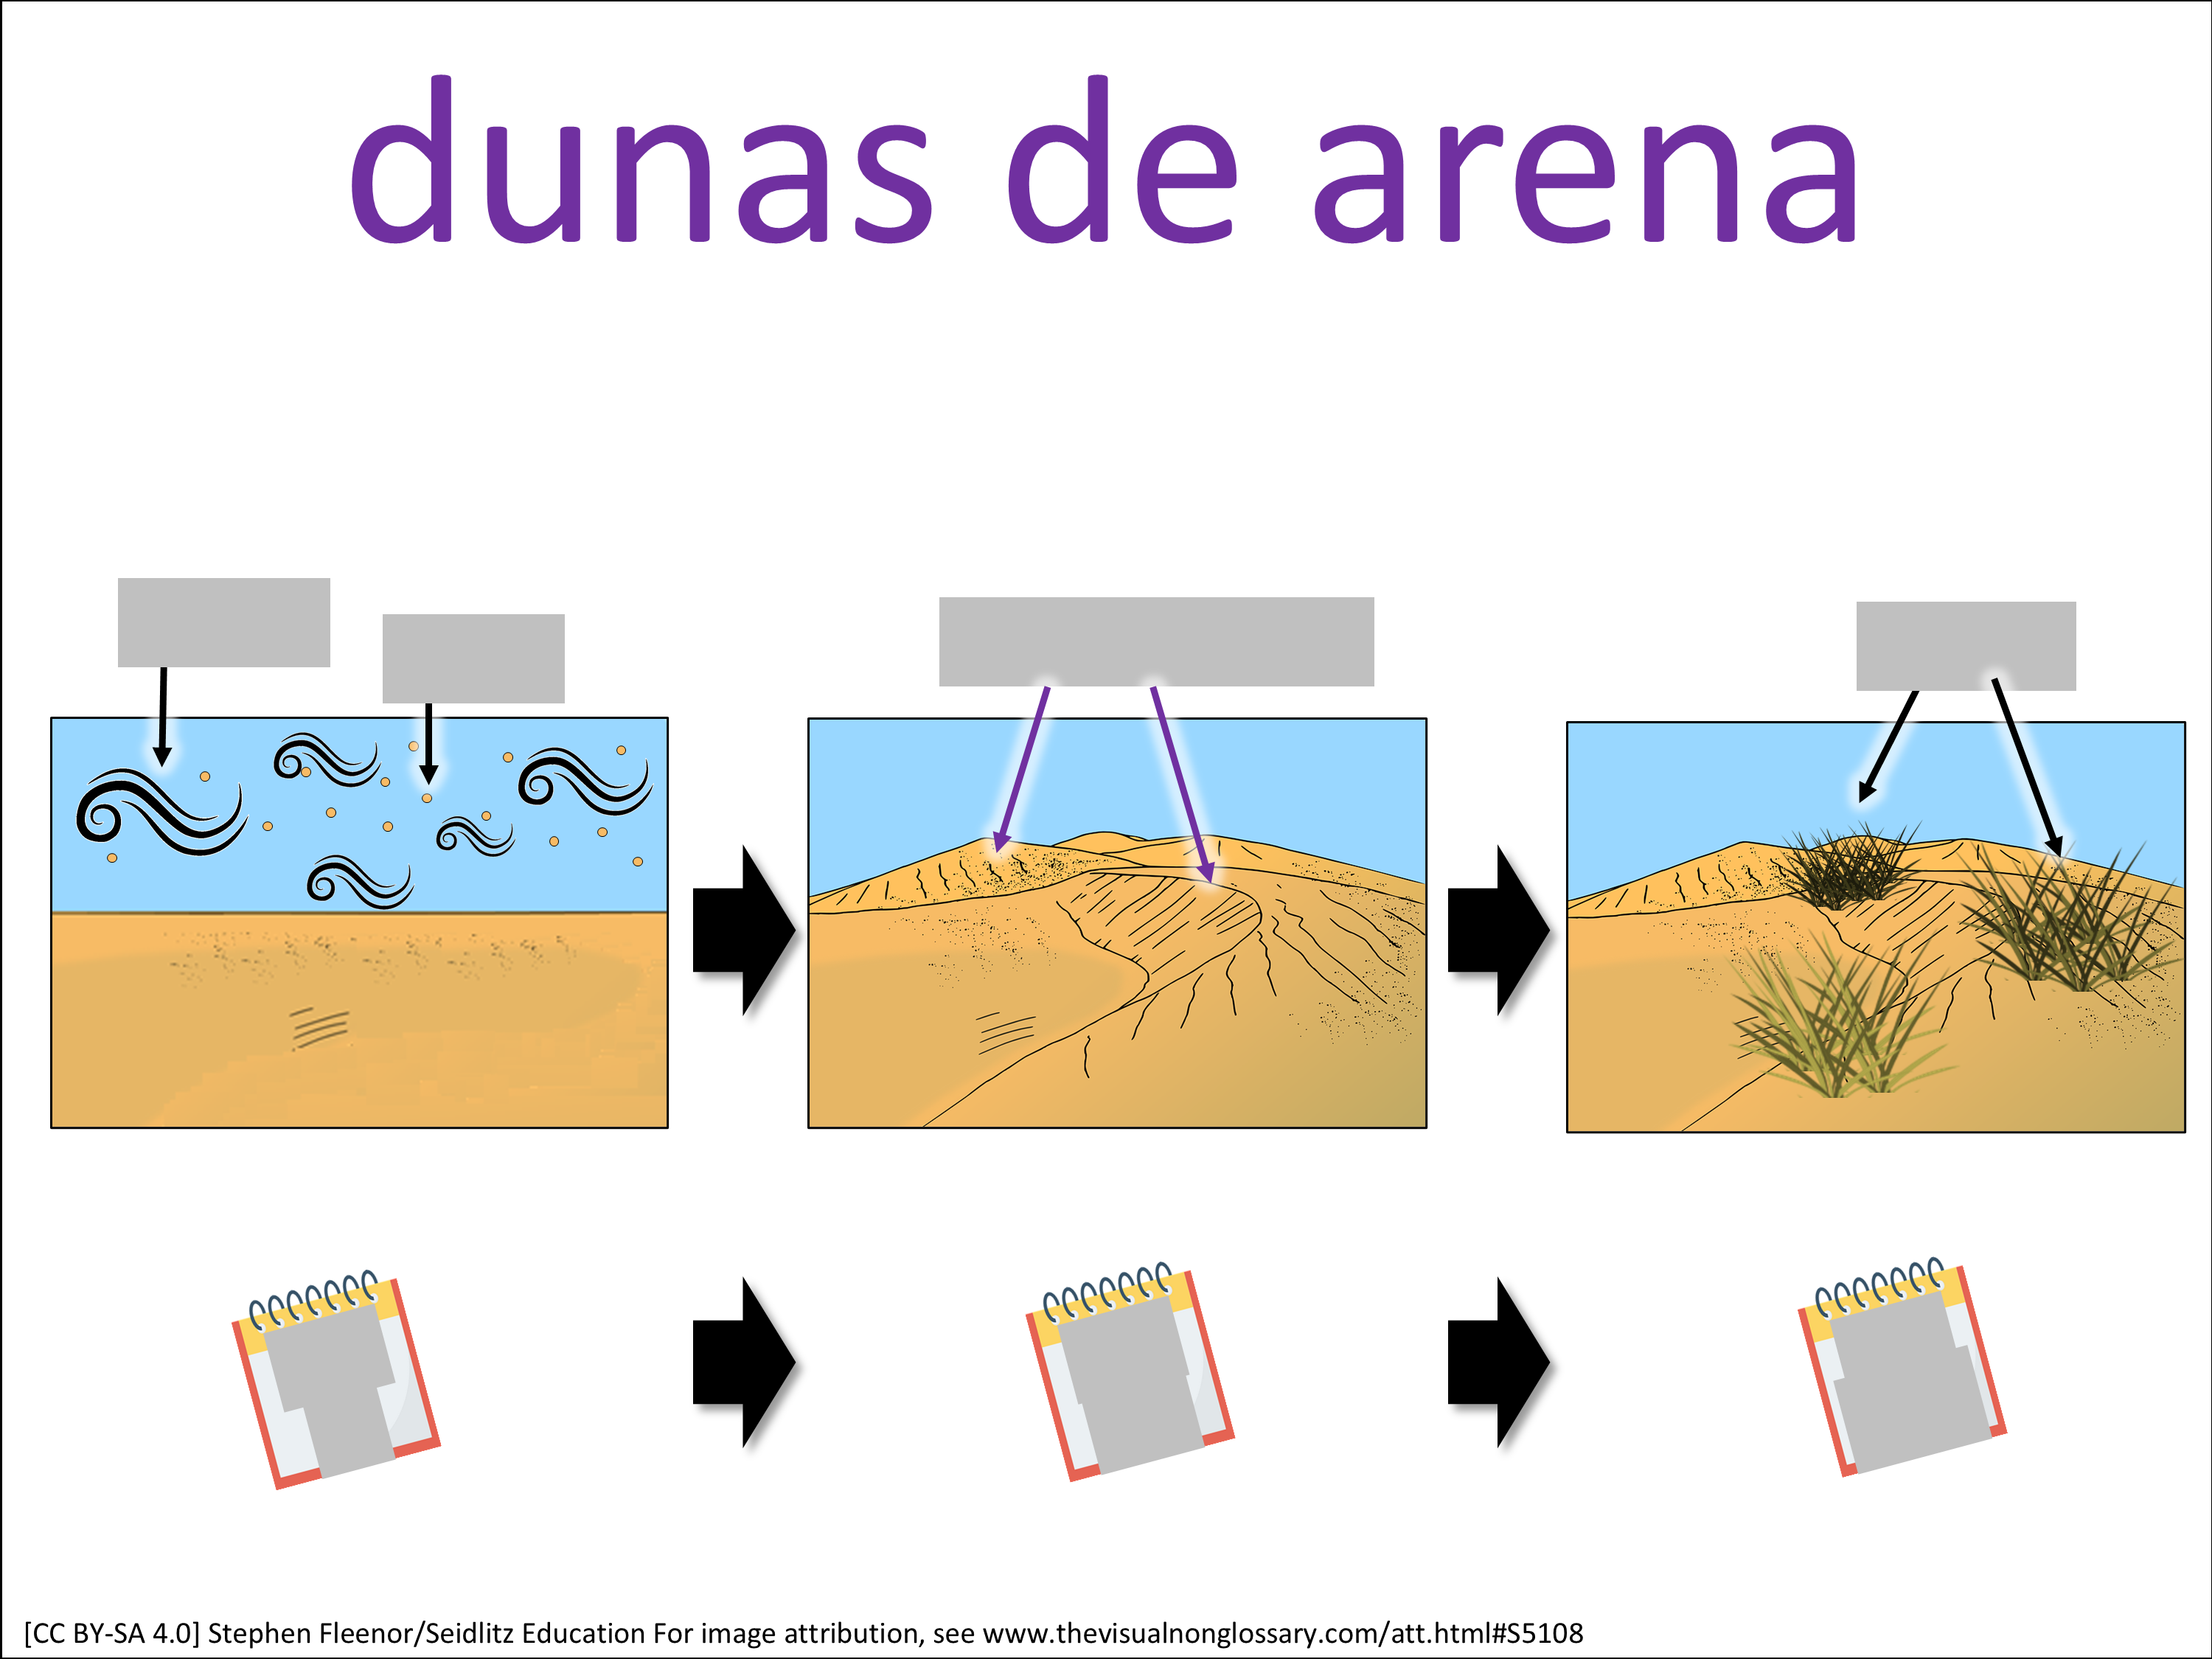 dunas de arena
[CC BY-SA 4.0] Stephen Fleenor/Seidlitz Education For image attribution, see www.thevisualnonglossary.com/att.html#S5108